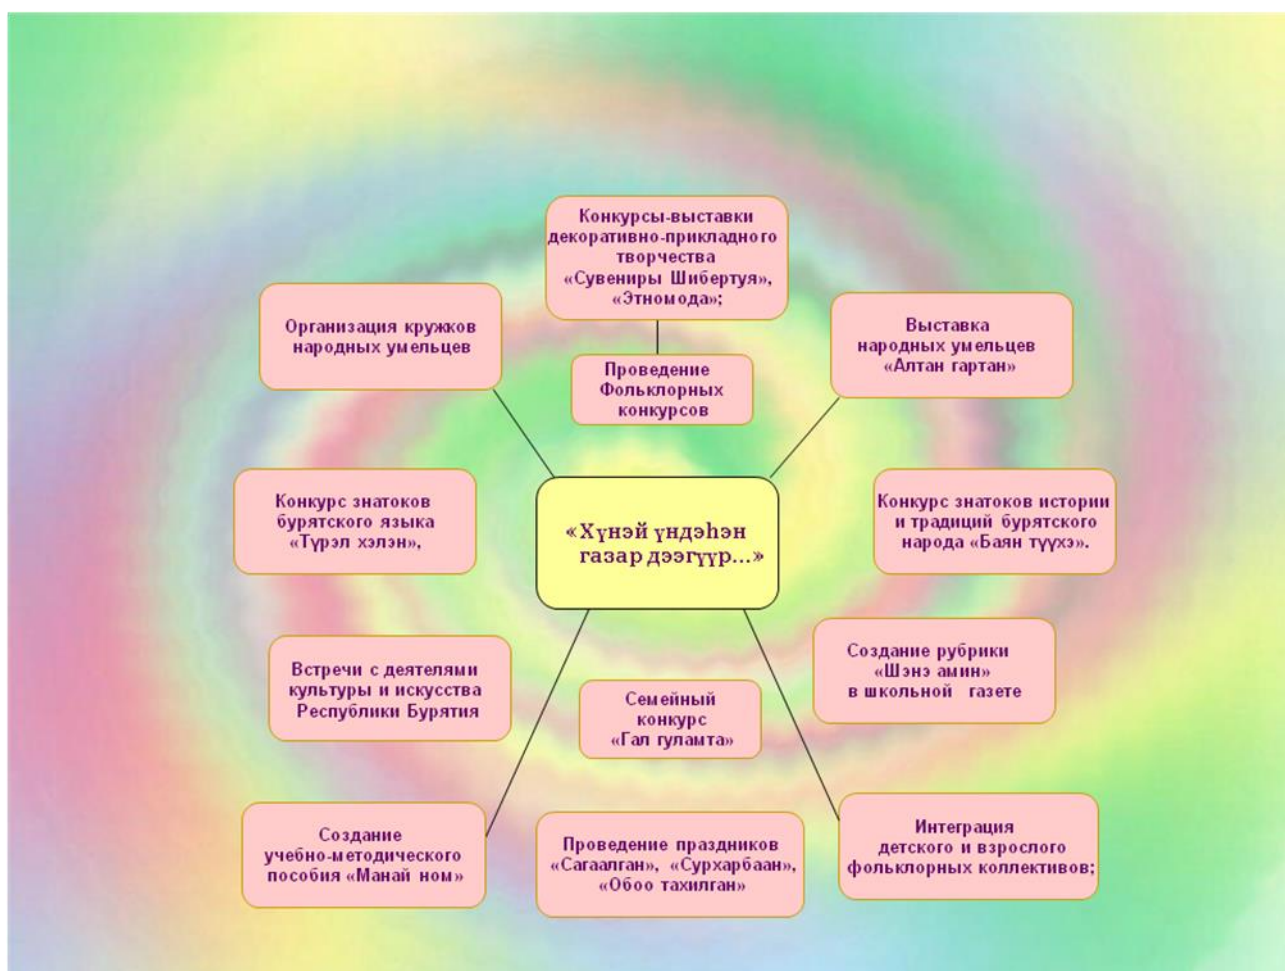 Конкурсы-выставки
декоративно-прикладного
творчества
«Сувениры Шибертуя»,
«Этномода»;
Организация кружков
народных умельцев
Выставка
народных умельцев
«Алтан гартан»
Проведение
Фольклорных
конкурсов
Конкурс знатоков
бурятского языка
«Түрэл хэлэн»,
«Хүнэй үндэһэн
газар дээгүүр...»
Конкурс знатоков истории
и традиций бурятского
народа «Баян түүхэ».
Встречи с деятелями
культуры и искусства
Республики Бурятия
Семейный
конкурс
«Гал гуламта»
Создание рубрики
«Шэнэ амин»
в школьной газете
Создание
учебно-методического
пособия «Манай ном»
Проведение праздников
«Сагаалган», «Сурхарбаан»,
«Обоо тахилган»
Интеграция
детского и взрослого
фольклорных коллективов;